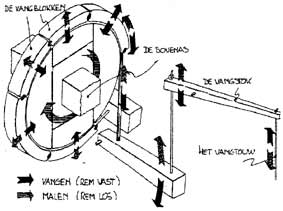 DE VANGBLOKKEN
DE BOVENAS
DE VANGSTOK
HET VANGTOUW
VANGEN (REM VAST)
MALEN (REM LOS)